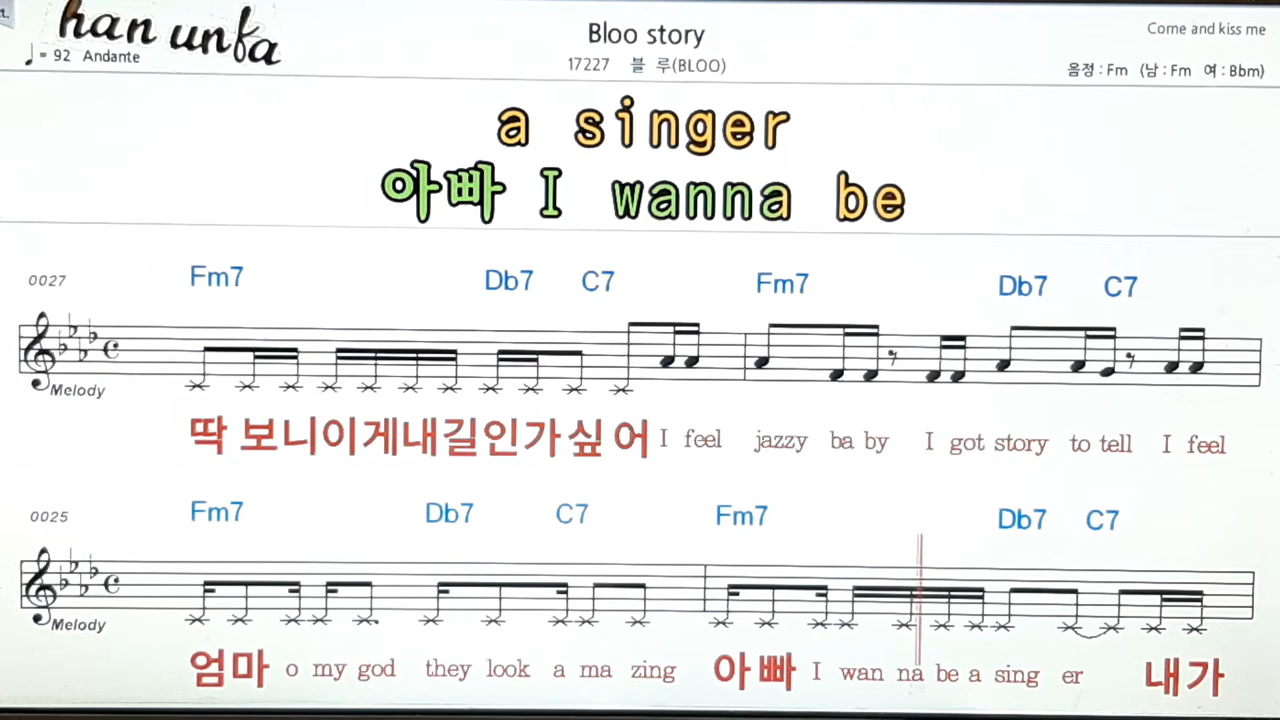 han unfa
Bloo story
Come and kiss me
♩ = 92 Andante
17227 블 루(BLOO)
음정 : Fm (남 : Fm 여 : Bbm)
a singer
아빠 I wanna be
0027 Fm7 Db7 C7 Fm7 Db7 C7
Melody
딱 보니이게내길인가싶어 I feel jazzy ba by I got story to tell I feel
0025 Fm7 Db7 C7 Fm7 Db7 C7
Melody
엄마 o my god they look a ma zing 아빠 I wan na be a sing er 내가